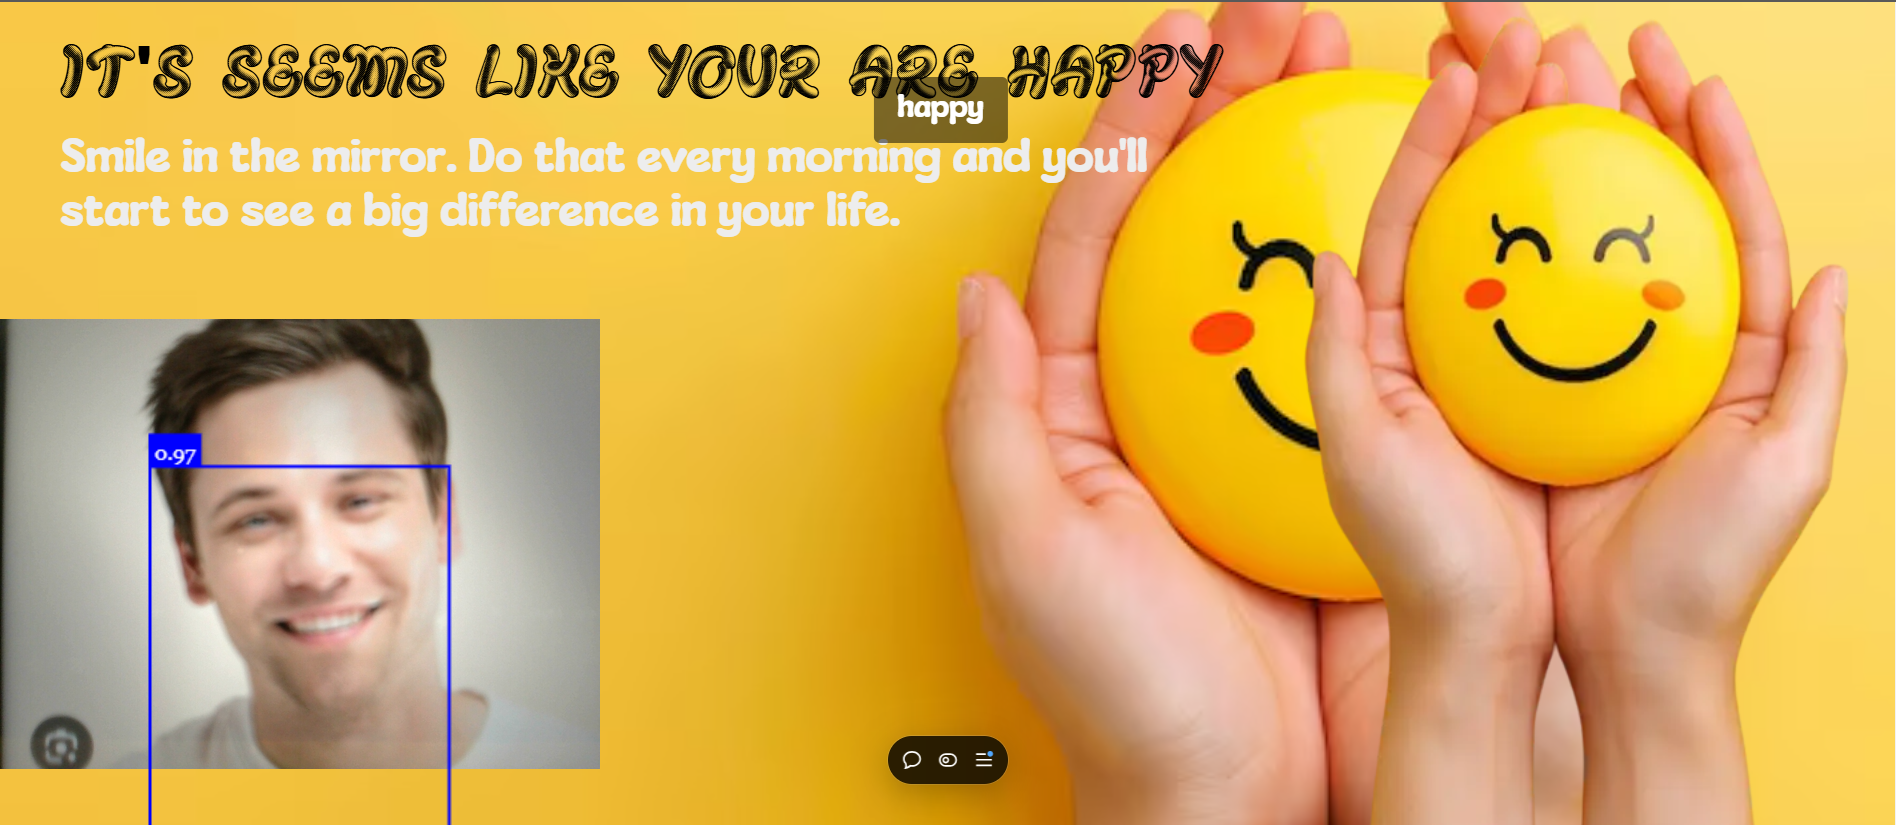 IT'S SEEMS LIKE YOUR ARE HAPPY
happy
Smile in the mirror. Do that every morning and you'll
start to see a big difference in your life.
0.97